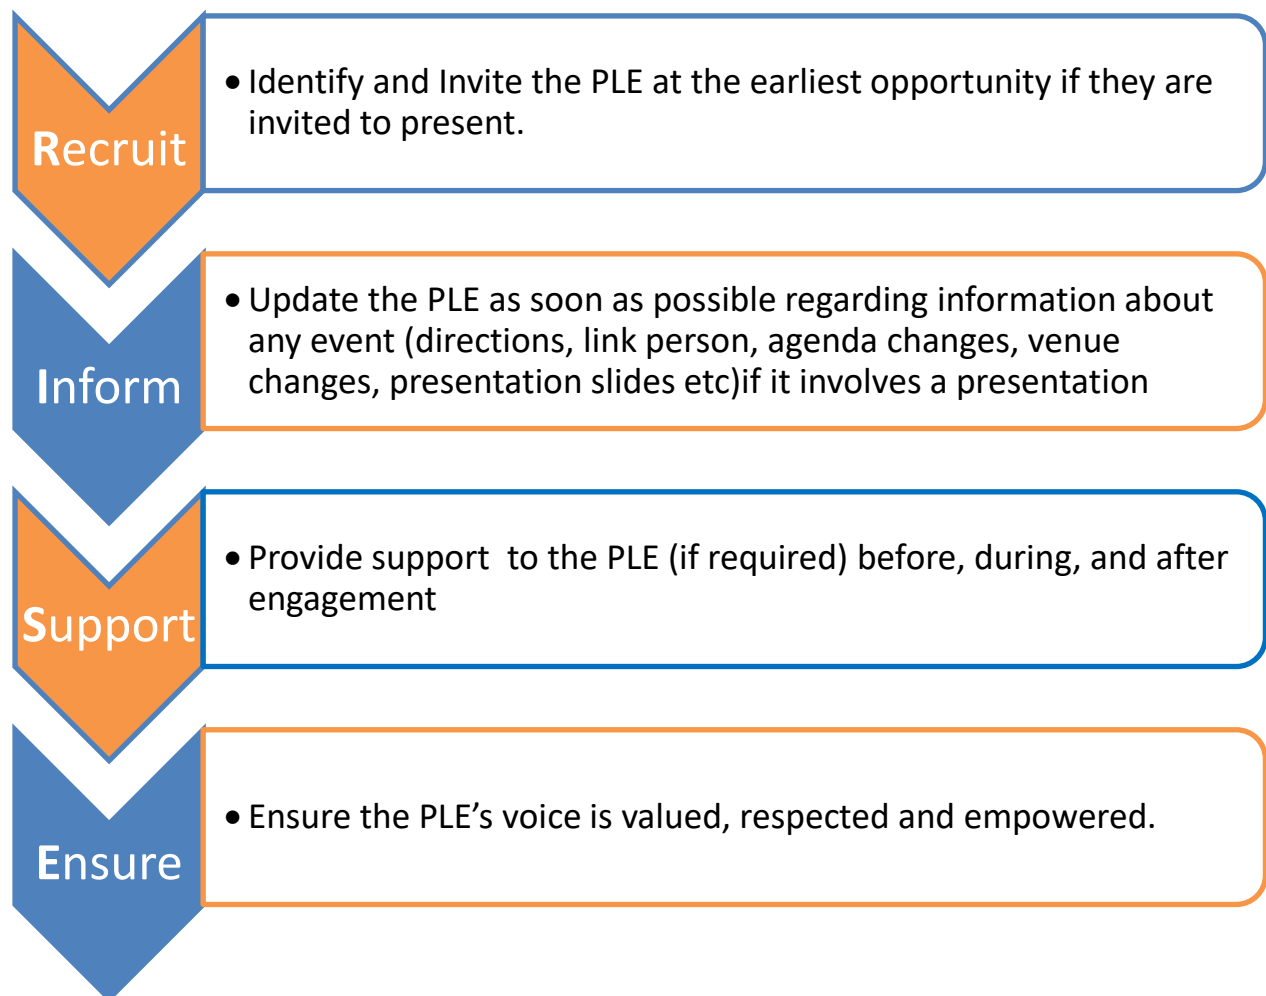 Recruit
• Identify and Invite the PLE at the earliest opportunity if they are
invited to present.
Inform
• Update the PLE as soon as possible regarding information about
any event (directions, link person, agenda changes, venue
changes, presentation slides etc)if it involves a presentation
Support
• Provide support  to the PLE (if required) before, during, and after
engagement
Ensure
• Ensure the PLE’s voice is valued, respected and empowered.